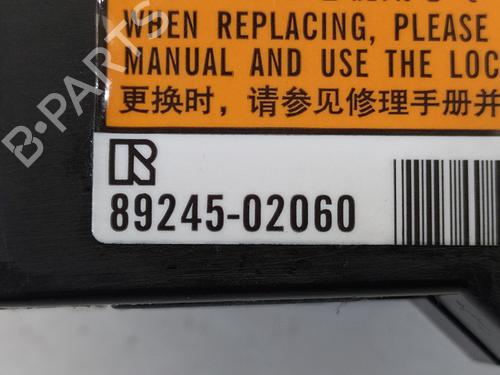 WHEN REPLACING, PLEASE
MANUAL AND USE THE LOC
更换时，请参见修理手册并
R
89245-02060
B-PARTS